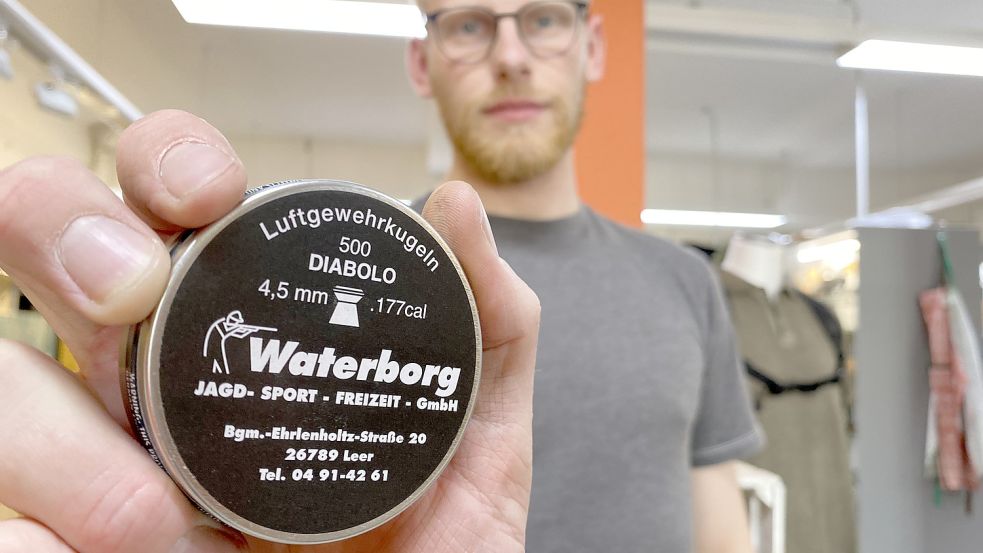 Luftgewehrkugeln
500
DIABOLO
4,5 mm .177cal
Waterborg
JAGD- SPORT - FREIZEIT - GmbH
Bgm.-Ehrlenholtz-Straße 20
26789 Leer
Tel. 04 91-42 61